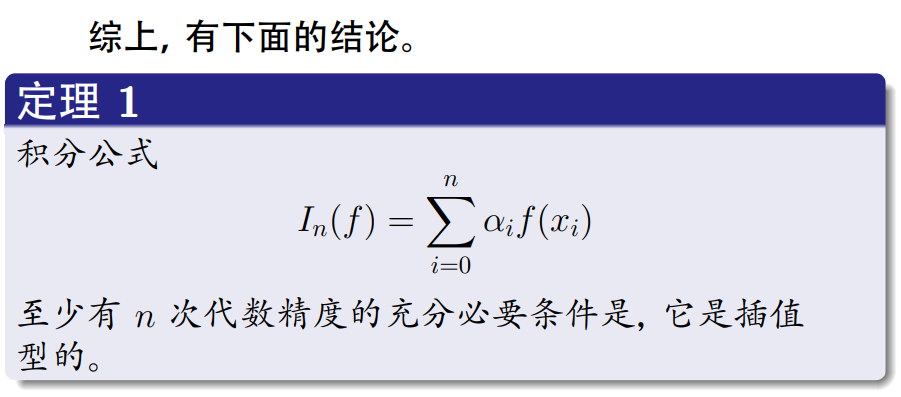 综上, 有下面的结论。
定理 1
积分公式
$I_n(f) = \sum_{i=0}^{n} \alpha_i f(x_i)$
至少有 n 次代数精度的充分必要条件是, 它是插值
型的。